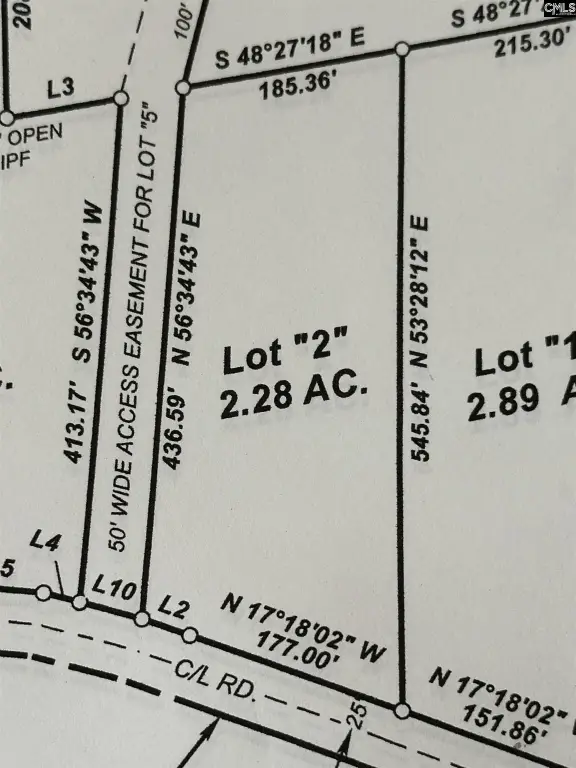 CMLS
S 48°27'
215.30'
S 48°27'18" E
185.36'
100'
20
L3
OPEN
IPF
413.17' S 56°34'43" W
50' WIDE ACCESS EASEMENT FOR LOT "5"
436.59' N 56°34'43" E
545.84' N 53°28'12" E
Lot "2"
2.28 AC.
Lot "1
2.89 A
5
L4
L10
L2
N 17°18'02" W
177.00'
N 17°18'02" W
151.86'
C/L RD.
25'